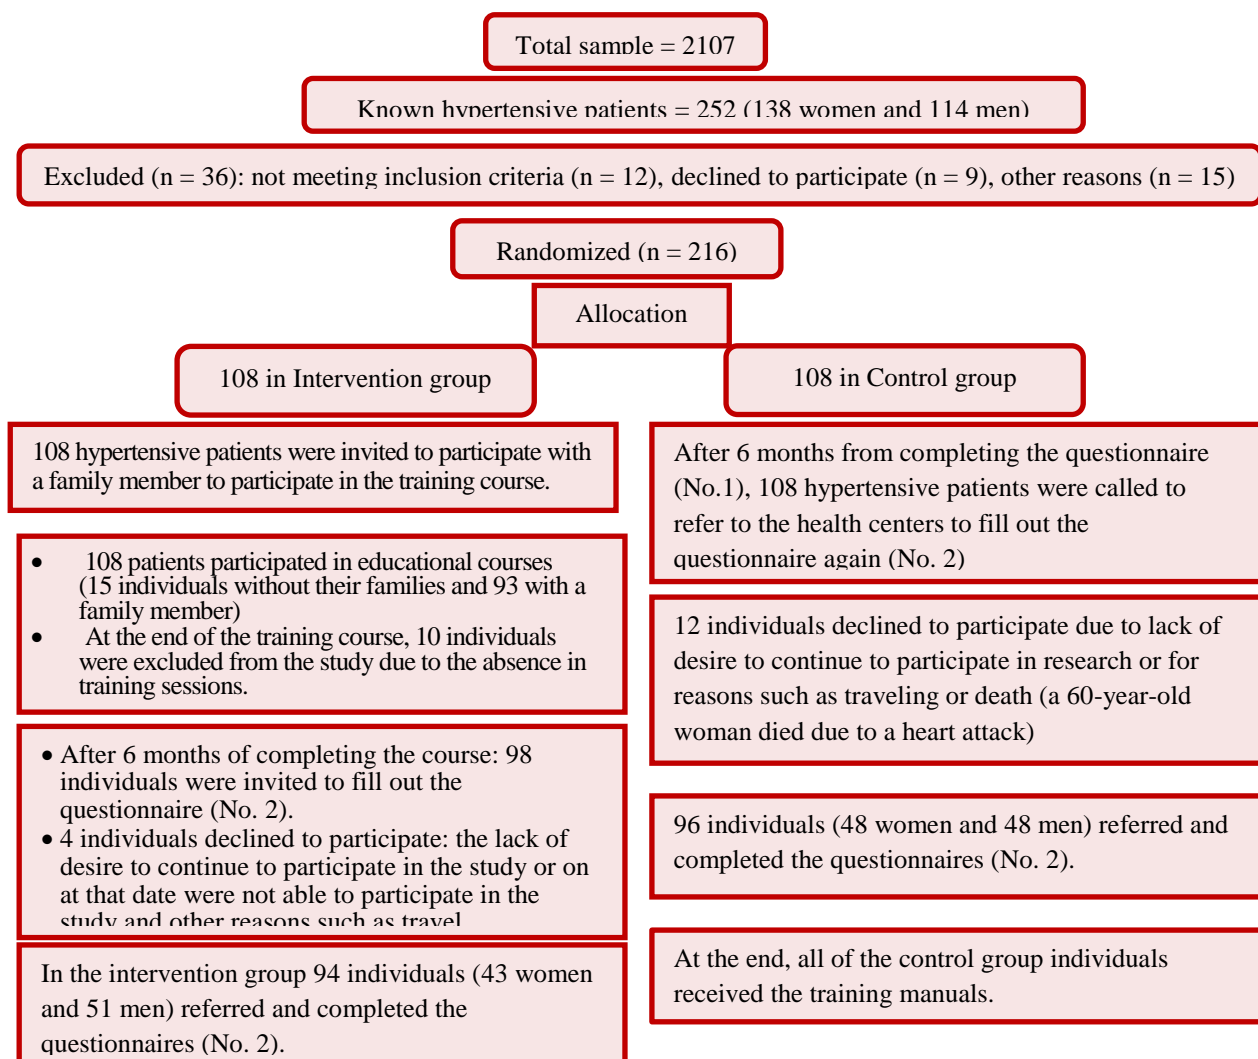 Total sample = 2107
Known hypertensive patients = 252 (138 women and 114 men)
Excluded (n = 36): not meeting inclusion criteria (n = 12), declined to participate (n = 9), other reasons (n = 15)
Randomized (n = 216)
Allocation
108 in Intervention group
108 in Control group
108 hypertensive patients were invited to participate with
a family member to participate in the training course.
• 108 patients participated in educational courses
(15 individuals without their families and 93 with a
family member)
• At the end of the training course, 10 individuals
were excluded from the study due to the absence in
training sessions.
• After 6 months of completing the course: 98
individuals were invited to fill out the
questionnaire (No. 2).
• 4 individuals declined to participate: the lack of
desire to continue to participate in the study or on
at that date were not able to participate in the
study and other reasons such as travel
In the intervention group 94 individuals (43 women
and 51 men) referred and completed the
questionnaires (No. 2).
After 6 months from completing the questionnaire
(No.1), 108 hypertensive patients were called to
refer to the health centers to fill out the
questionnaire again (No. 2)
12 individuals declined to participate due to lack of
desire to continue to participate in research or for
reasons such as traveling or death (a 60-year-old
woman died due to a heart attack)
96 individuals (48 women and 48 men) referred and
completed the questionnaires (No. 2).
At the end, all of the control group individuals
received the training manuals.